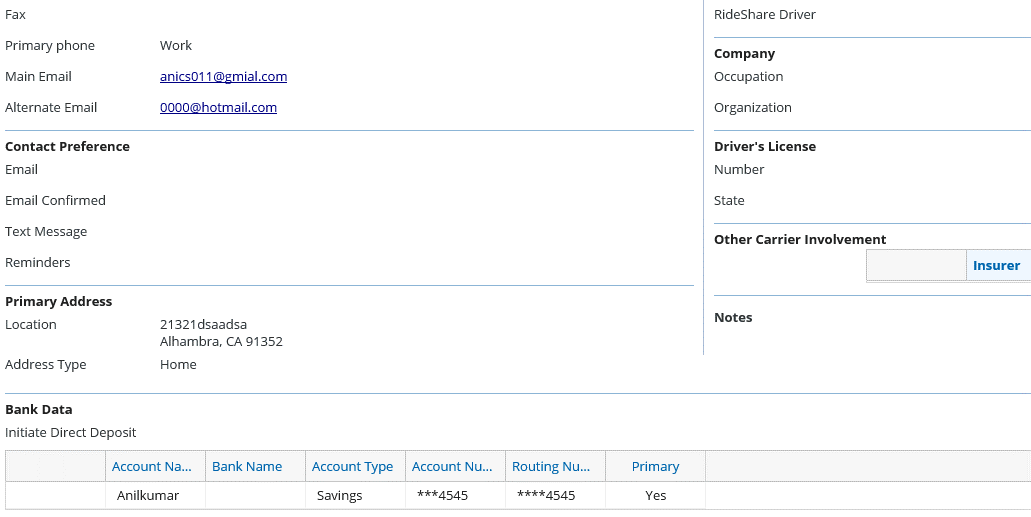 Fax
Primary phone Work
Main Email anics011@gmial.com
Alternate Email 0000@hotmail.com
Contact Preference
Email
Email Confirmed
Text Message
Reminders
Primary Address
Location 21321dsaadsa
Alhambra, CA 91352
Address Type Home
RideShare Driver
Company
Occupation
Organization
Driver's License
Number
State
Other Carrier Involvement
Insurer
Notes
Bank Data
Initiate Direct Deposit
Account Na... Bank Name Account Type Account Nu... Routing Nu... Primary
Anilkumar Savings ***4545 ****4545 Yes